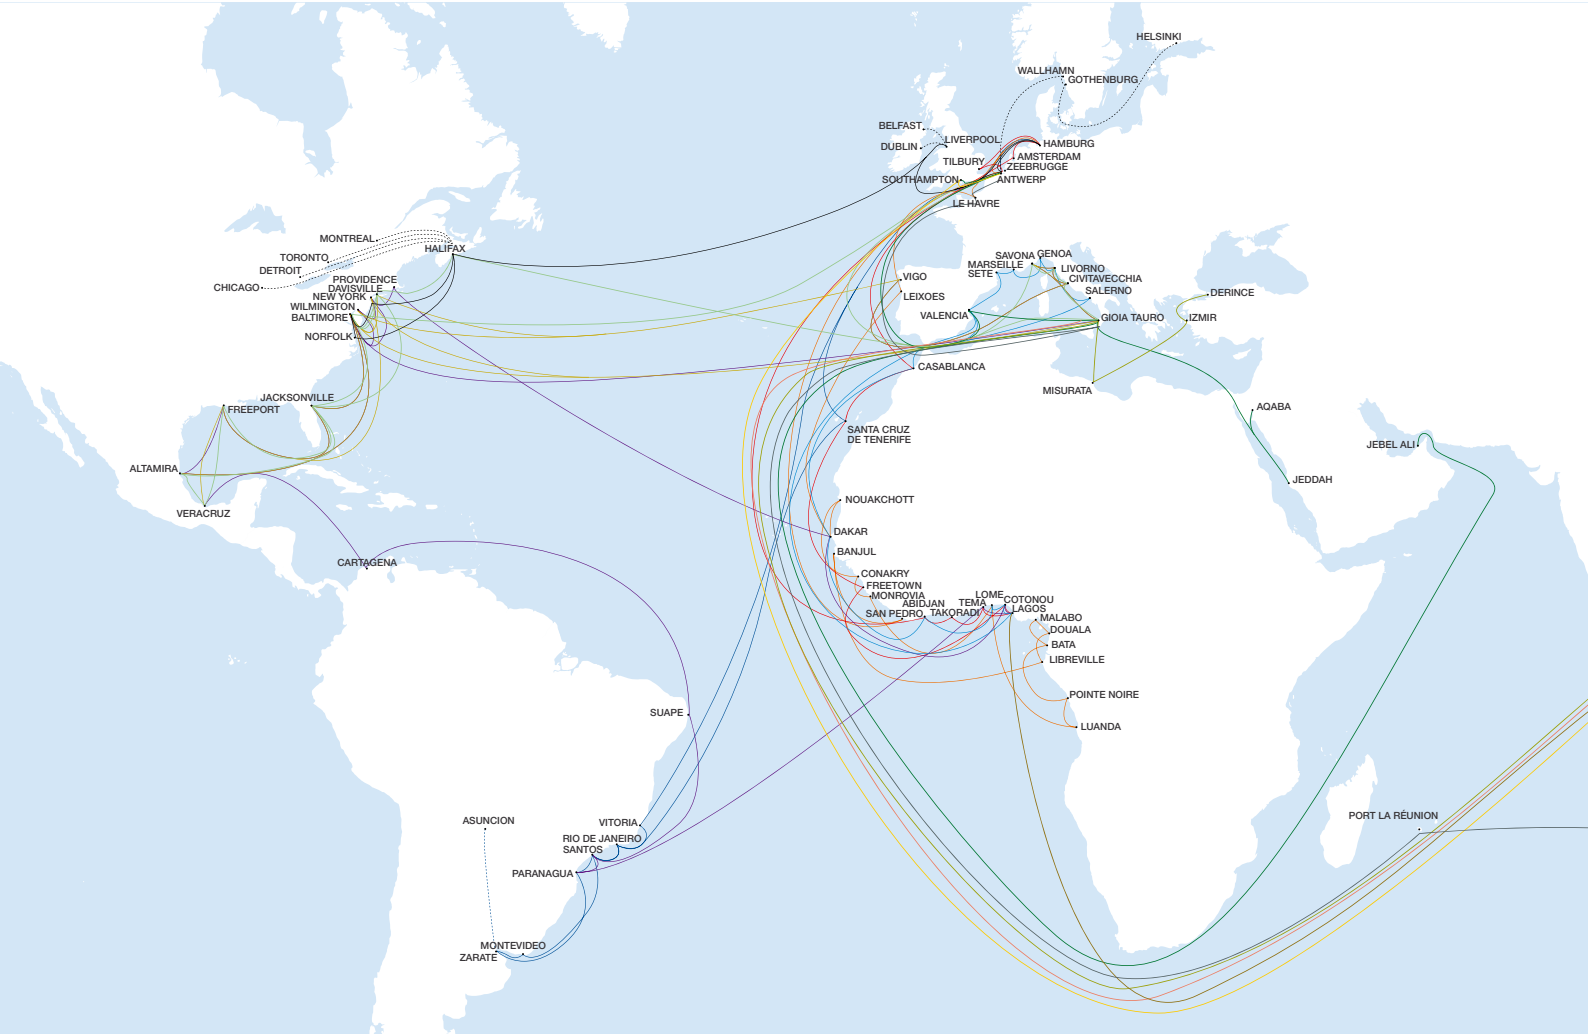 HELSINKI
WALLHAMN
GOTHENBURG
BELFAST
LIVERPOOL
DUBLIN
HAMBURG
AMSTERDAM
TILBURY
ZEEBRUGGE
SOUTHAMPTON
ANTWERP
LE HAVRE
MONTREAL
HALIFAX
TORONTO
DETROIT
CHICAGO
PROVIDENCE
DAVISVILLE
NEW YORK
WILMINGTON
BALTIMORE
NORFOLK
SAVONA
GENOA
MARSEILLE
LIVORNO
SETE
CIVITAVECCHIA
VIGO
SALERNO
LEIXOES
DERINCE
VALENCIA
GIOIA TAURO
IZMIR
CASABLANCA
MISURATA
JACKSONVILLE
FREEPORT
AQABA
SANTA CRUZ
DE TENERIFE
JEBEL ALI
ALTAMIRA
JEDDAH
VERACRUZ
NOUAKCHOTT
DAKAR
BANJUL
CARTAGENA
CONAKRY
FREETOWN
MONROVIA
LOME
COTONOU
ABIDJAN
TEMA
LAGOS
SAN PEDRO
TAKORADI
MALABO
DOUALA
BATA
LIBREVILLE
POINTE NOIRE
SUAPE
LUANDA
PORT LA RÉUNION
ASUNCION
VITORIA
RIO DE JANEIRO
SANTOS
PARANAGUA
MONTEVIDEO
ZARATE